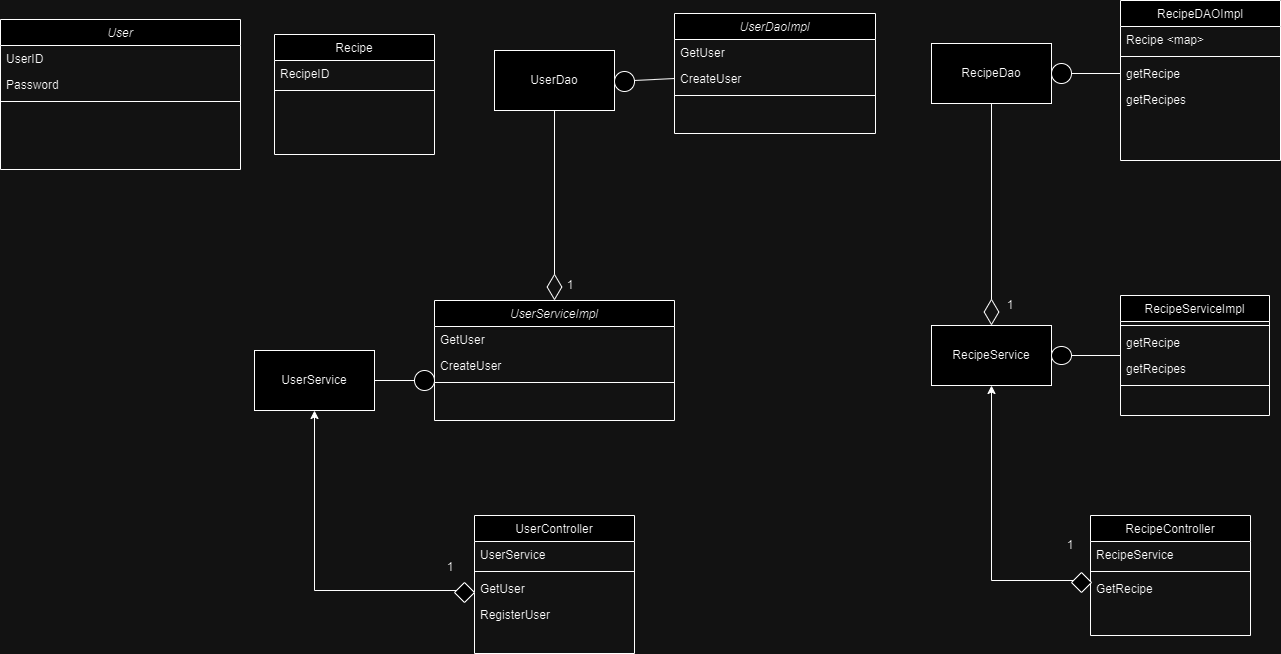 User
UserID
Password
Recipe
RecipeID
UserDao
UserDaoImpl
GetUser
CreateUser
RecipeDao
RecipeDAOImpl
Recipe <map>
getRecipe
getRecipes
1
UserServiceImpl
GetUser
CreateUser
UserService
1
RecipeService
RecipeServiceImpl
getRecipe
getRecipes
1
UserController
UserService
GetUser
RegisterUser
1
RecipeController
RecipeService
GetRecipe